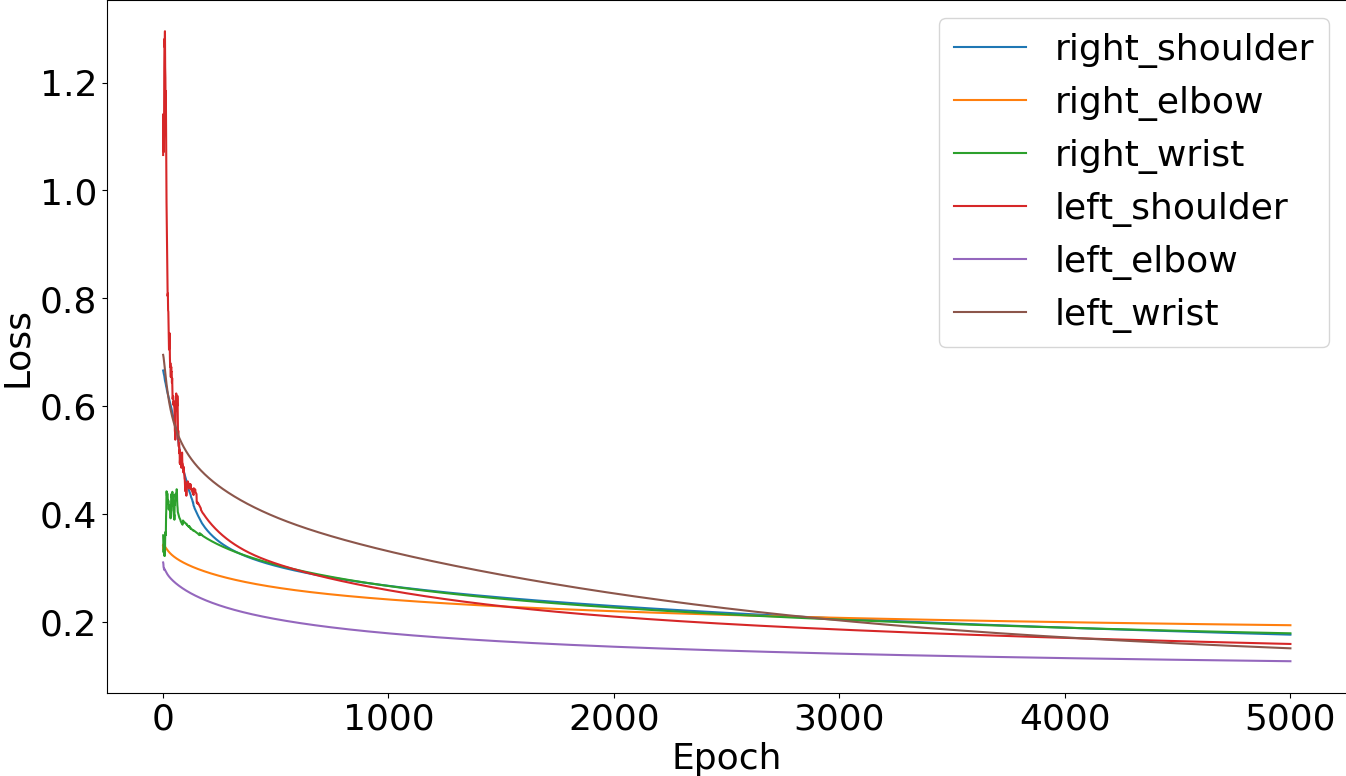 right_shoulder
right_elbow
right_wrist
left_shoulder
left_elbow
left_wrist
Loss
1.2
1.0
0.8
0.6
0.4
0.2
0 1000 2000 3000 4000 5000
Epoch